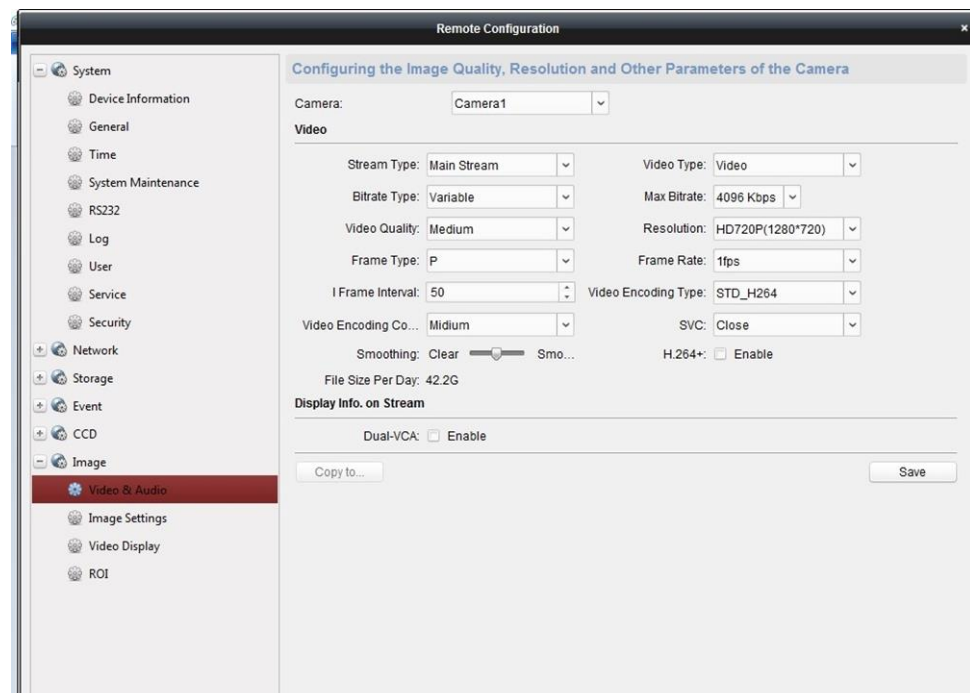 Remote Configuration
×
System
Device Information
General
Time
System Maintenance
RS232
Log
User
Service
Security
Network
Storage
Event
CCD
Image
Video & Audio
Image Settings
Video Display
ROI
Configuring the Image Quality, Resolution and Other Parameters of the Camera
Camera: Camera1
Video
Stream Type: Main Stream Video Type: Video
Bitrate Type: Variable Max Bitrate: 4096 Kbps
Video Quality: Medium Resolution: HD720P(1280*720)
Frame Type: P Frame Rate: 1fps
I Frame Interval: 50 Video Encoding Type: STD_H264
Video Encoding Co... Midium SVC: Close
Smoothing: Clear Smo... H.264+: Enable
File Size Per Day: 42.2G
Display Info. on Stream
Dual-VCA: Enable
Copy to... Save